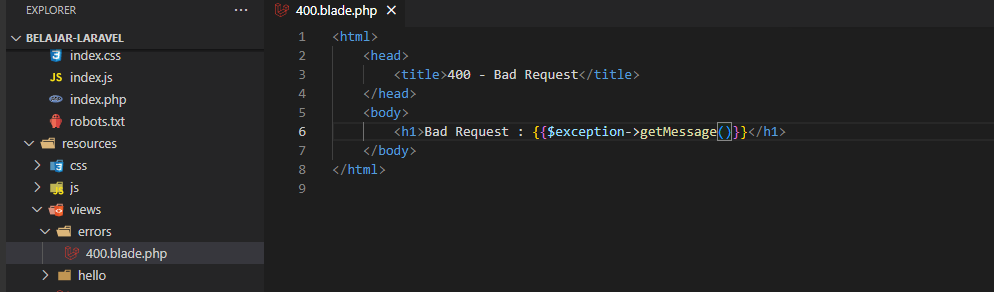 EXPLORER
BELAJAR-LARAVEL
index.css
JS index.js
index.php
robots.txt
resources
css
js
views
errors
400.blade.php
hello
400.blade.php
1 <html>
2 <head>
3 <title>400 - Bad Request</title>
4 </head>
5 <body>
6 <h1>Bad Request : {{$exception->getMessage()}}</h1>
7 </body>
8 </html>
9